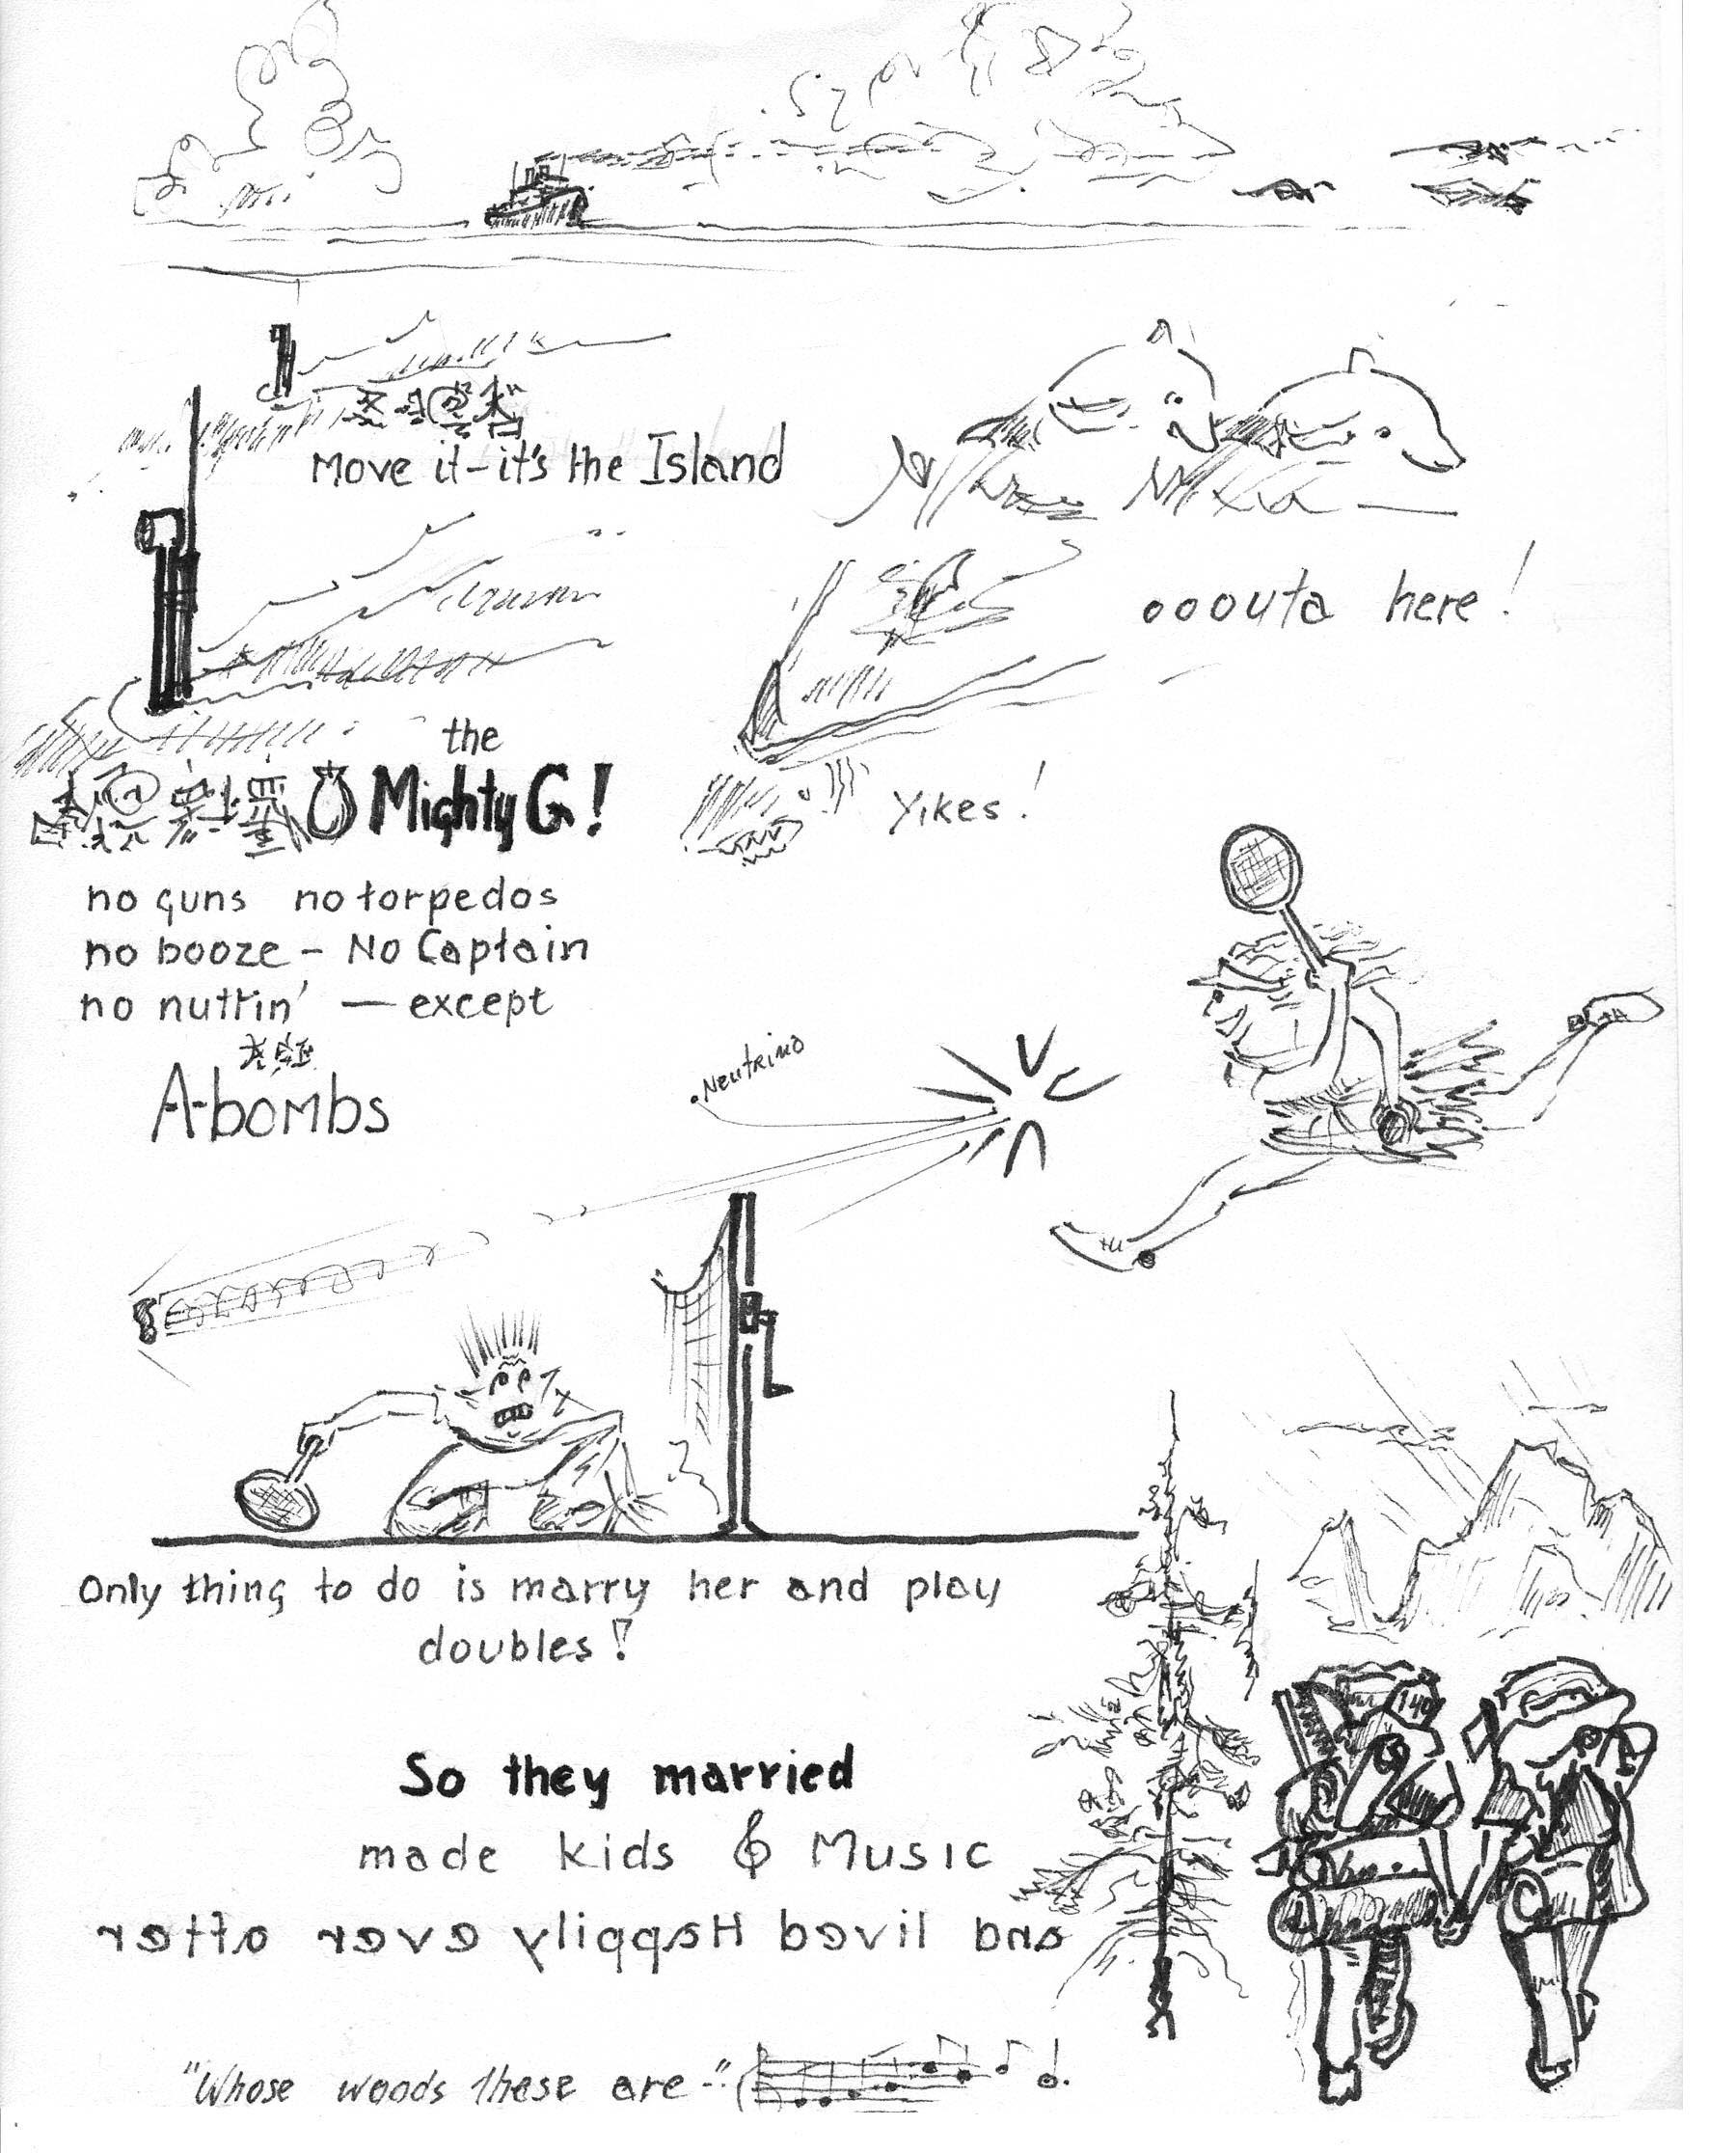 Move it-it's the Island
ooouta here!
the
Mighty G!
Yikes!
no guns no torpedos
no booze - No Captain
no nuttin' — except
A-bombs
Neutrino
Only thing to do is marry her and play
doubles!
140
So they married
made kids & Music
and lived Happily ever after
"Whose woods these are-"